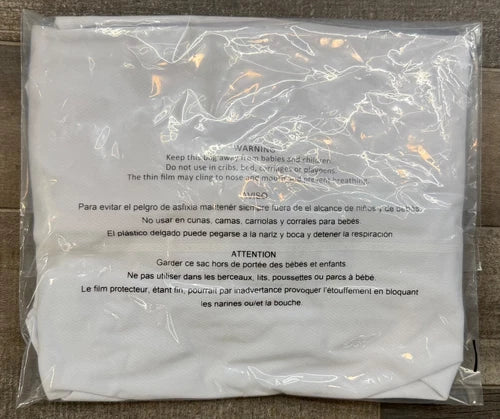 WARNING
Keep this bag away from babies and children.
Do not use in cribs, bed, carriages or playpens.
The thin film may cling to nose and mouth and prevent breathing.
AVISO
Para evitar el peligro de asfixia mantener siempre fuera de el alcance de niños y de bebés.
No usar en cunas, camas, carriolas y corrales para bebés.
El plástico delgado puede pegarse a la nariz y boca y detener la respiración
ATTENTION
Garder ce sac hors de portée des bébés et enfants.
Ne pas utiliser dans les berceaux, lits, poussettes ou parcs à bébé.
Le film protecteur, étant fin, pourrait par inadvertance provoquer l'étouffement en bloquant
les narines ou/et la bouche.